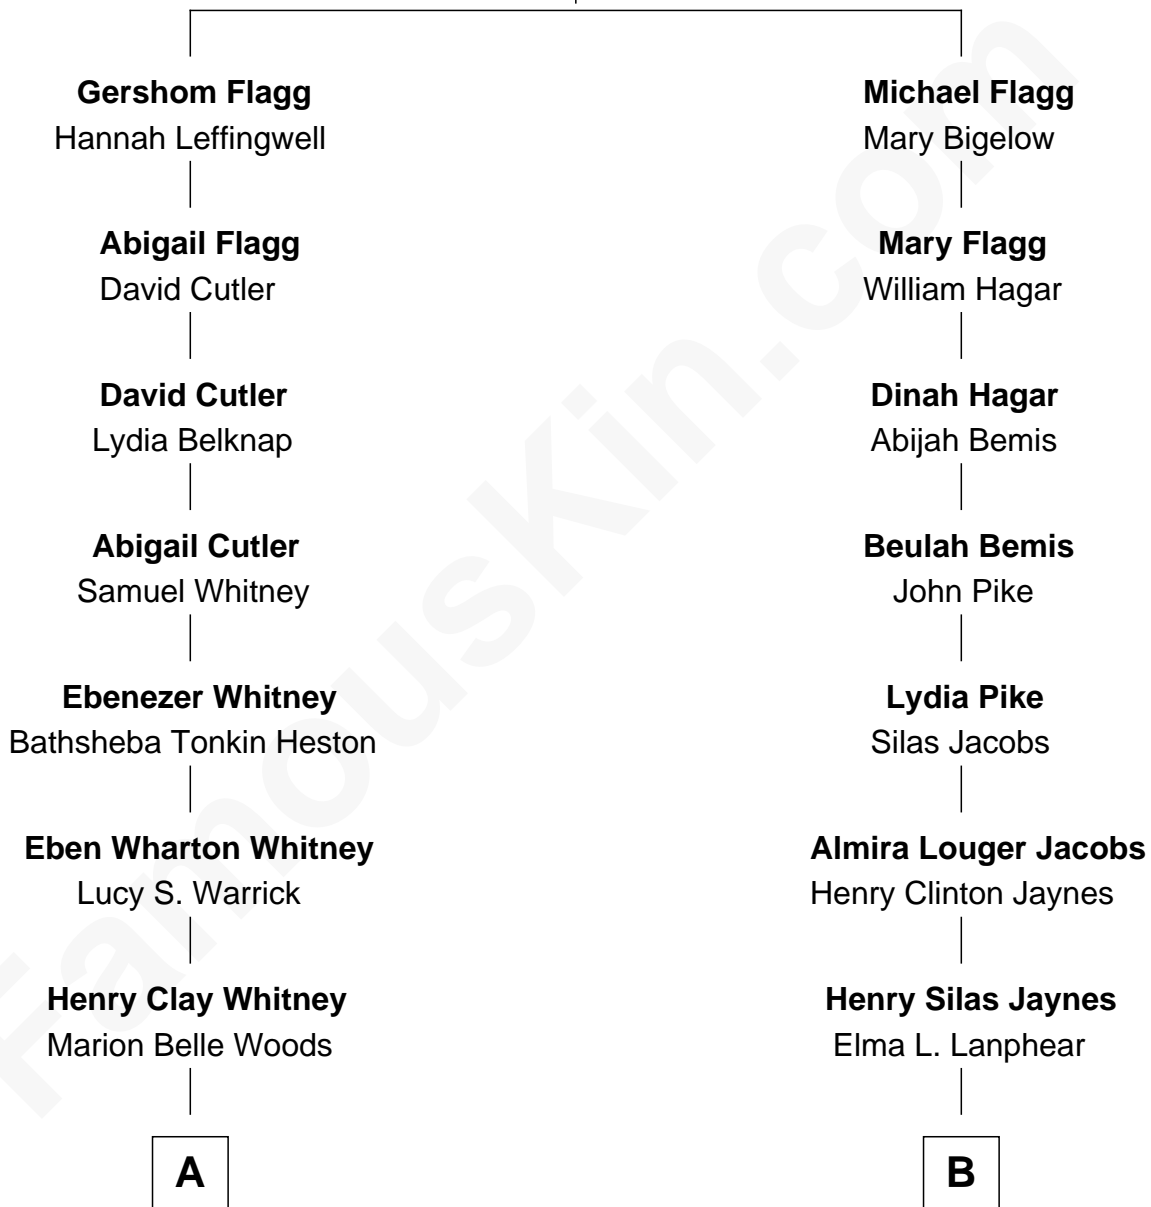 Gershom Flagg
Hannah Leffingwell
Abigail Flagg
David Cutler
David Cutler
Lydia Belknap
Abigail Cutler
Samuel Whitney
Ebenezer Whitney
Bathsheba Tonkin Heston
Eben Wharton Whitney
Lucy S. Warrick
Henry Clay Whitney
Marion Belle Woods
A
Michael Flagg
Mary Bigelow
Mary Flagg
William Hagar
Dinah Hagar
Abijah Bemis
Beulah Bemis
John Pike
Lydia Pike
Silas Jacobs
Almira Louger Jacobs
Henry Clinton Jaynes
Henry Silas Jaynes
Elma L. Lanphear
B
FamousKin.com